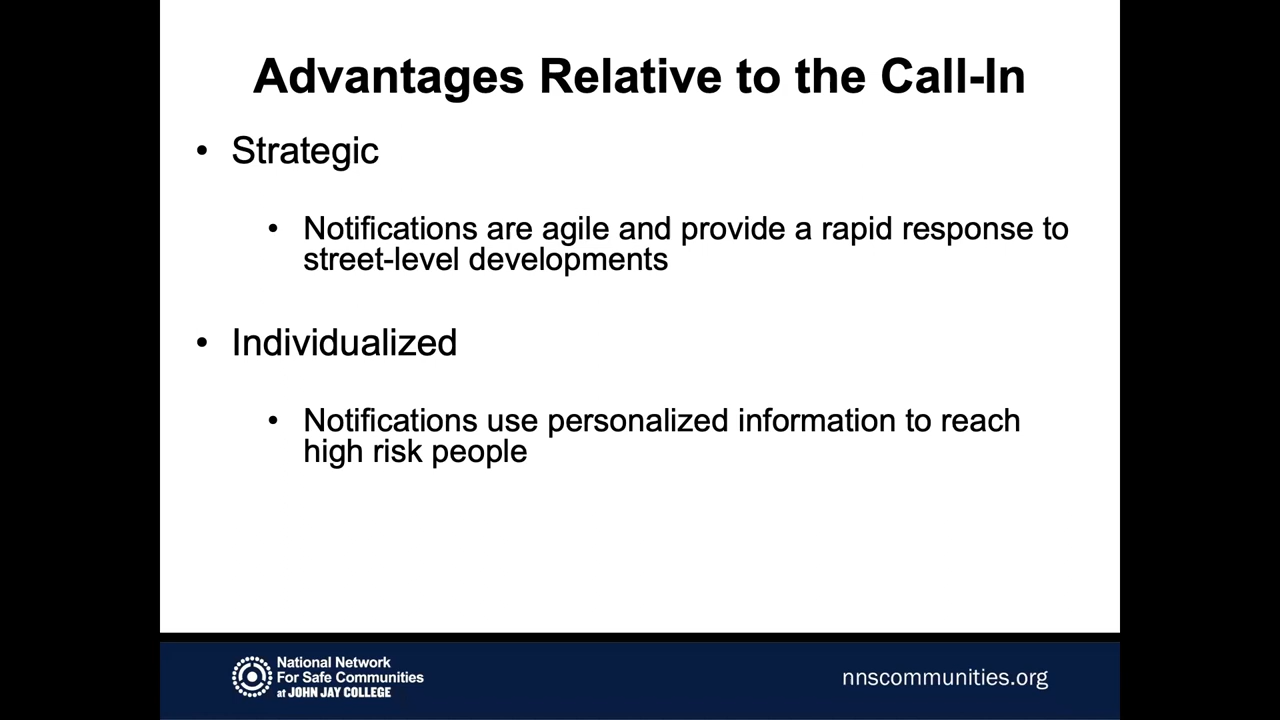 Advantages Relative to the Call-In
• Strategic
• Notifications are agile and provide a rapid response to
street-level developments
• Individualized
• Notifications use personalized information to reach
high risk people
National Network
For Safe Communities
at JOHN JAY COLLEGE
nnscommunities.org